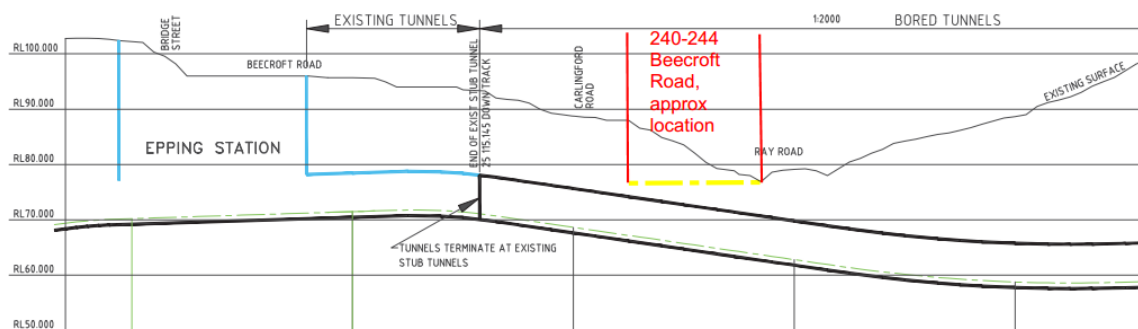 EXISTING TUNNELS
1:2000
BORED TUNNELS
RL100.000
BRIDGE
STREET
BEECROFT ROAD
END OF EXIST STUB TUNNEL
25 115.145 DOWN TRACK
CARLINGFORD
ROAD
240-244
Beecroft
Road,
approx
location
EXISTING SURFACE
RL90.000
EPPING STATION
RAY ROAD
RL80.000
RL70.000
TUNNELS TERMINATE AT EXISTING
STUB TUNNELS
RL60.000
RL50.000